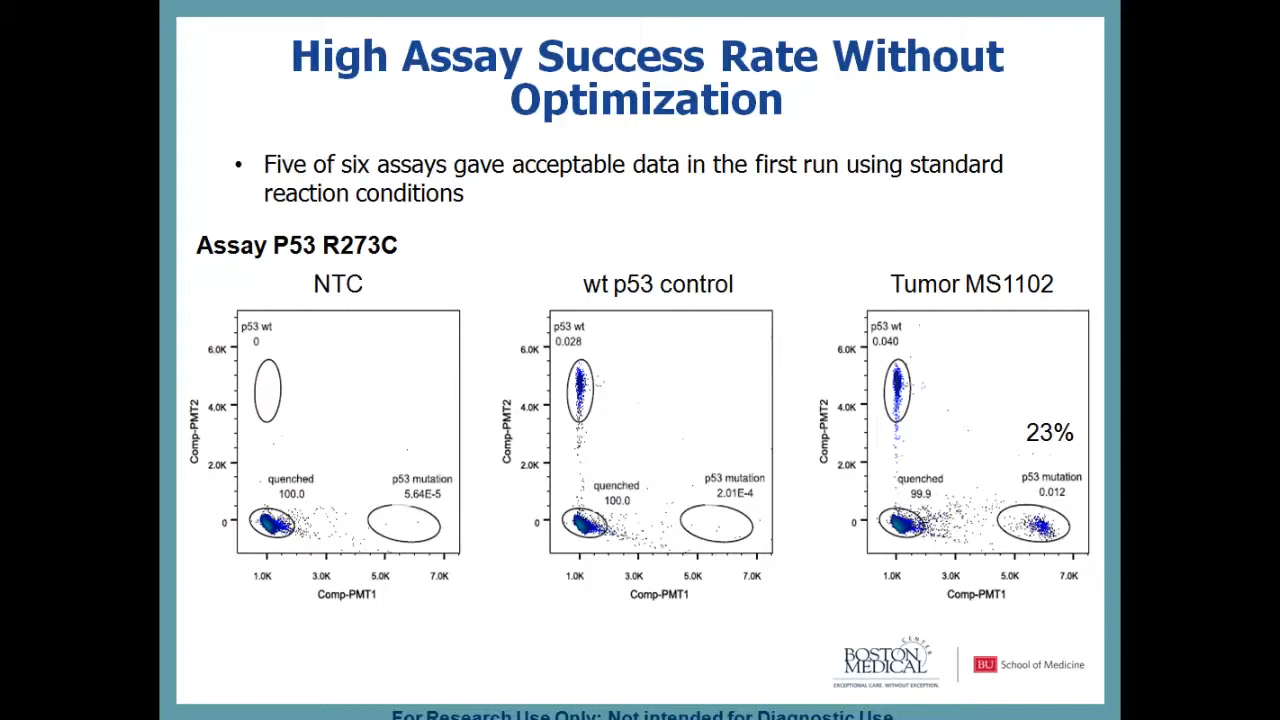 High Assay Success Rate Without
Optimization
• Five of six assays gave acceptable data in the first run using standard
reaction conditions
Assay P53 R273C
NTC
p53 wt
0
6.0K
4.0K
2.0K
0
Comp-PMT2
quenched
100.0
p53 mutation
5.64E-5
1.0K 3.0K 5.0K 7.0K
Comp-PMT1
wt p53 control
p53 wt
0.028
6.0K
4.0K
2.0K
0
Comp-PMT2
quenched
100.0
p53 mutation
2.01E-4
1.0K 3.0K 5.0K 7.0K
Comp-PMT1
Tumor MS1102
p53 wt
0.040
6.0K
4.0K
2.0K
0
Comp-PMT2
23%
quenched
99.9
p53 mutation
0.012
1.0K 3.0K 5.0K 7.0K
Comp-PMT1
BOSTON
MEDICAL
CENTER
EXCEPTIONAL CARE. WITHOUT EXCEPTION.
BU School of Medicine
For Research Use Only: Not intended for Diagnostic Use